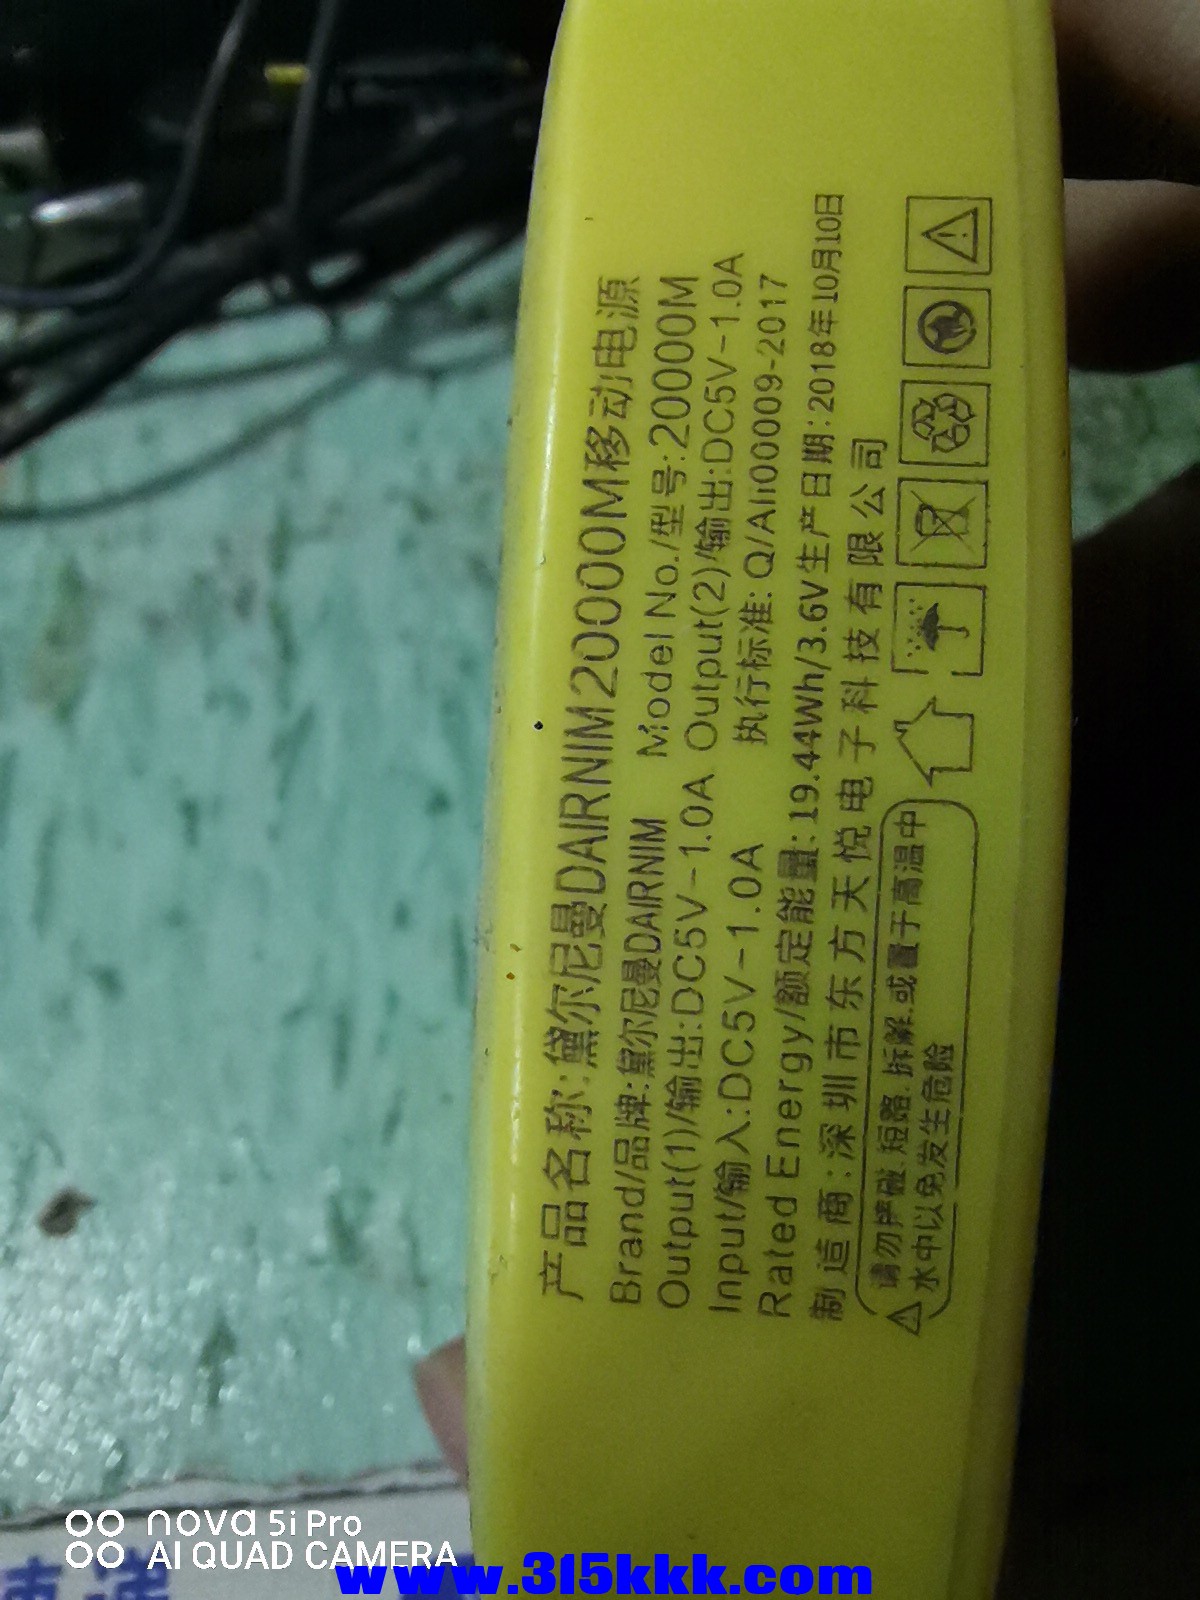 产品名称:黛尔尼曼DAIRNIM20000M移动电源
Brand/品牌:黛尔尼曼DAIRNIM Model No./型号:20000M
Output(1)/输出:DC5V-1.0A Output(2)/输出:DC5V-1.0A
Input/输入:DC5V-1.0A 执行标准: Q/Ali00009-2017
Rated Energy/额定能量: 19.44Wh/3.6V生产日期:2018年10月10日
制造商:深圳市东方天悦电子科技有限公司
请勿摔碰.短路.拆解.或置于高温中
水中以免发生危险
nova 5i Pro
AI QUAD CAMERA
www.315kkk.com